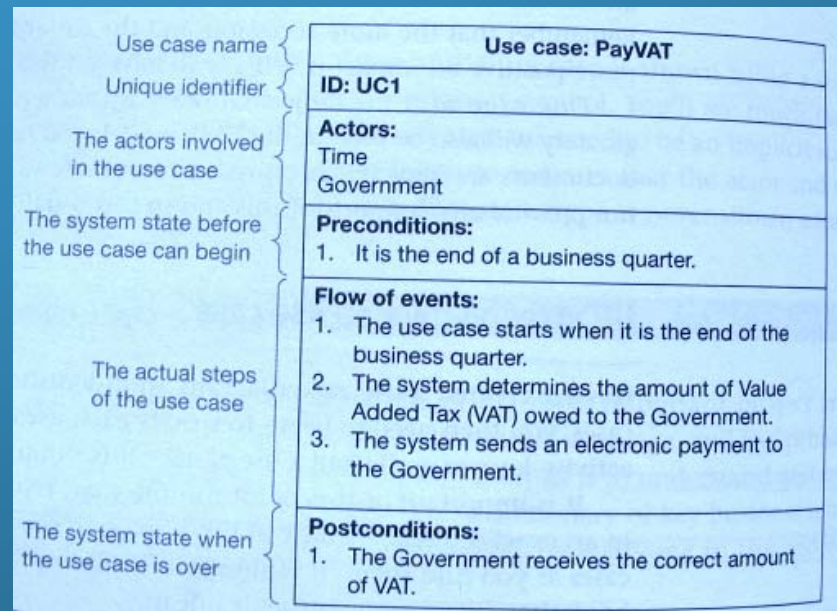 Use case name
Use case: PayVAT
Unique identifier
ID: UC1
The actors involved
in the use case
Actors:
Time
Government
The system state before
the use case can begin
Preconditions:
1. It is the end of a business quarter.
The actual steps
of the use case
Flow of events:
1. The use case starts when it is the end of the
business quarter.
2. The system determines the amount of Value
Added Tax (VAT) owed to the Government.
3. The system sends an electronic payment to
the Government.
The system state when
the use case is over
Postconditions:
1. The Government receives the correct amount
of VAT.